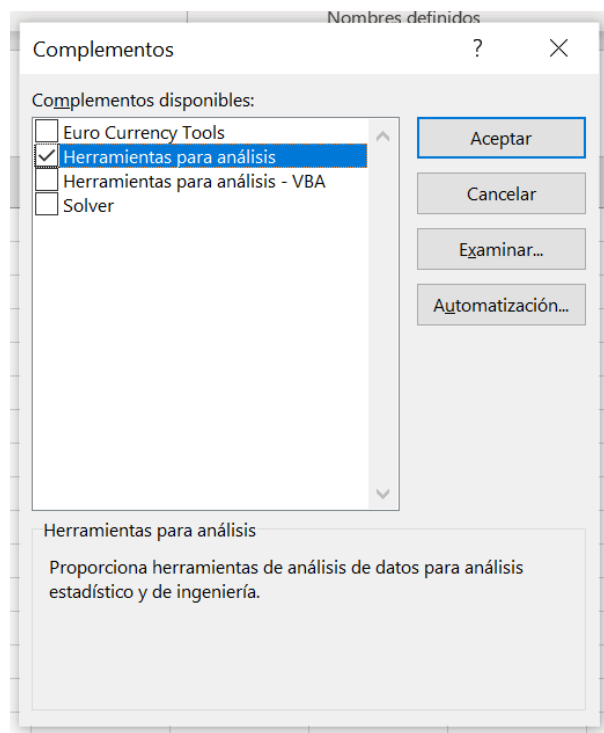 Nombres definidos
Complementos
?
Complementos disponibles:
Euro Currency Tools
Herramientas para análisis
Herramientas para análisis - VBA
Solver
Aceptar
Cancelar
Examinar...
Automatización...
Herramientas para análisis
Proporciona herramientas de análisis de datos para análisis
estadístico y de ingeniería.